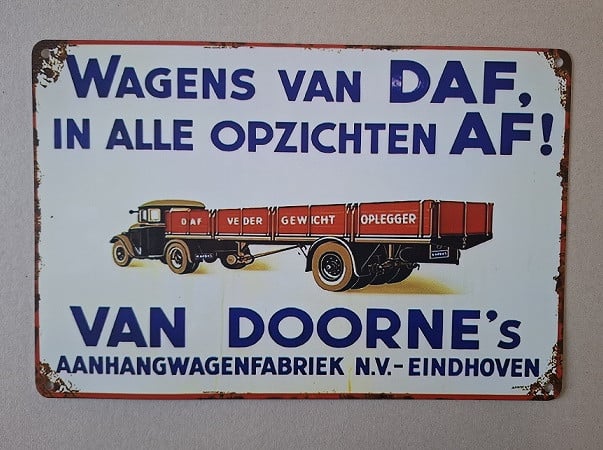 WAGENS VAN DAF,
IN ALLE OPZICHTEN AF!
DAF VEDER GEWICHT OPLEGGER
VAN DOORNE's
AANHANGWAGENFABRIEK N.V.-EINDHOVEN